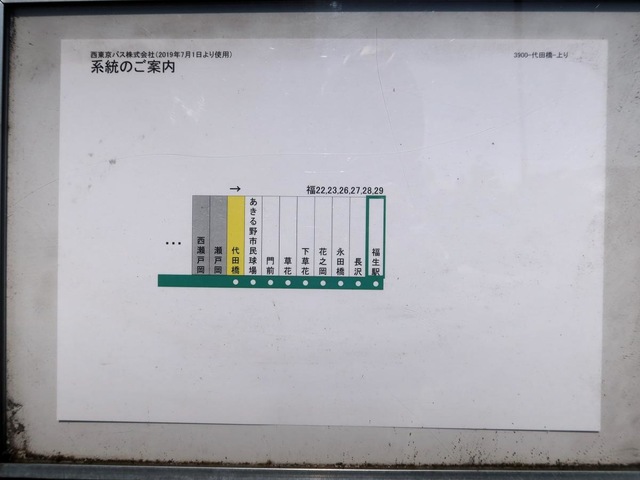 西東京バス株式会社(2019年7月1日より使用)
3900-代田橋-上り
系統のご案内
→
福22,23,26,27,28,29
…
西瀬戸岡
瀬戸岡
代田橋
あきる野市民球場
門前
草花
下草花
花之岡
永田橋
長沢
福生駅